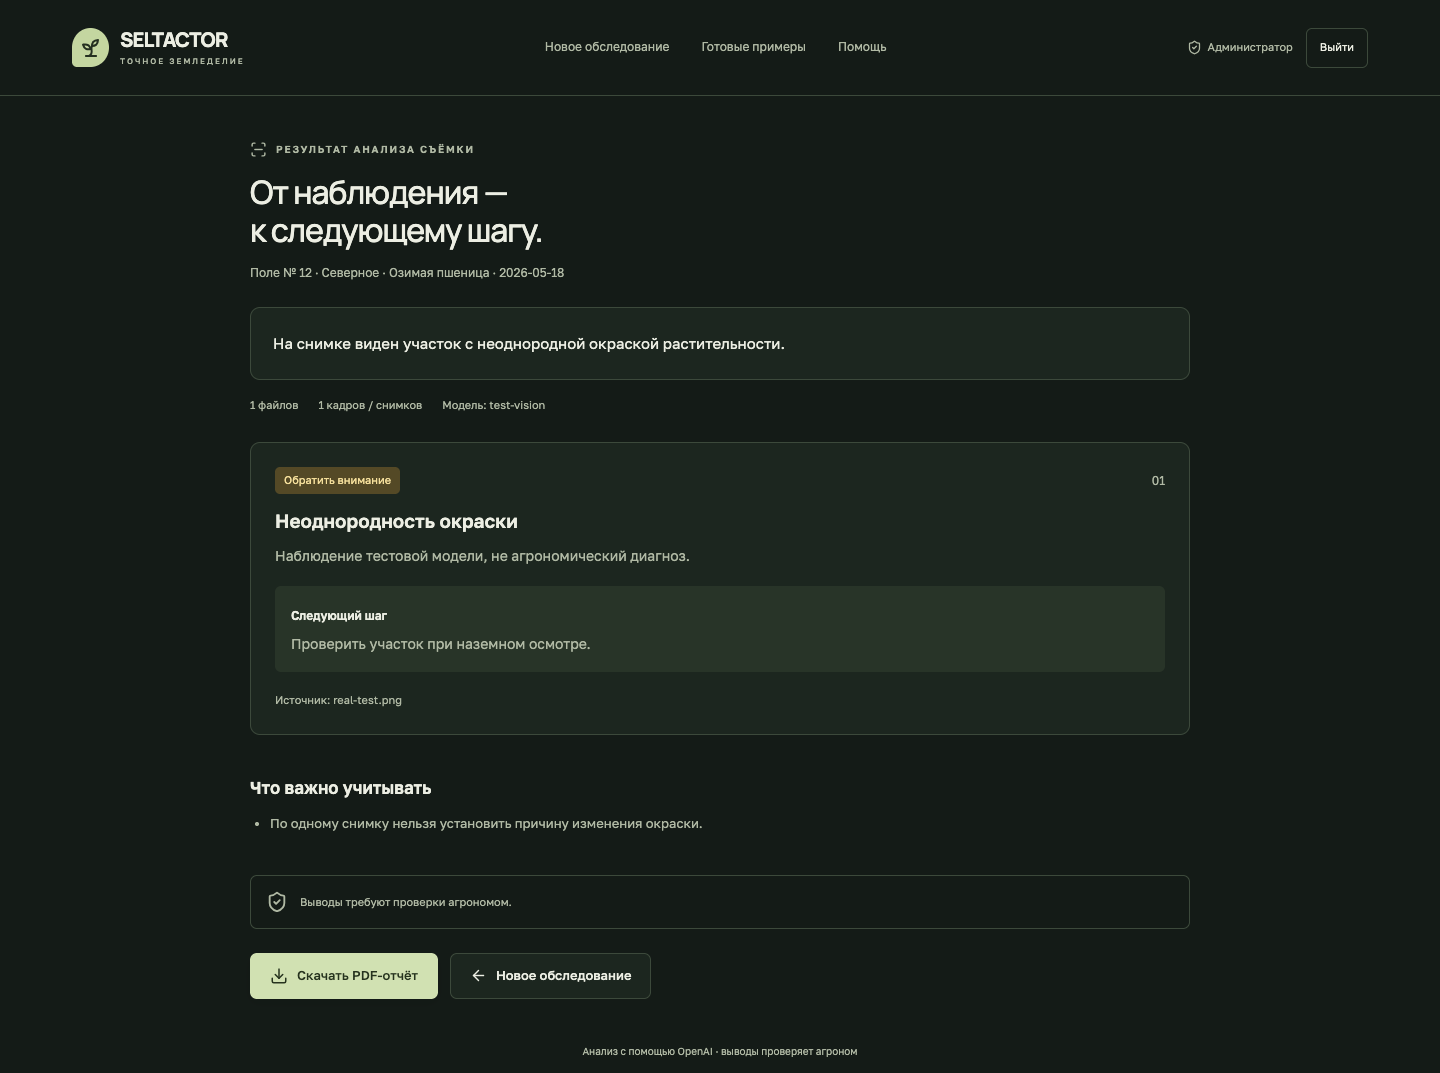 SELTACTOR
ТОЧНОЕ ЗЕМЛЕДЕЛИЕ
Новое обследование
Готовые примеры
Помощь
Администратор
Выйти
РЕЗУЛЬТАТ АНАЛИЗА СЪЁМКИ
От наблюдения —
к следующему шагу.
Поле № 12 · Северное · Озимая пшеница · 2026-05-18
На снимке виден участок с неоднородной окраской растительности.
1 файлов
1 кадров / снимков
Модель: test-vision
Обратить внимание
01
Неоднородность окраски
Наблюдение тестовой модели, не агрономический диагноз.
Следующий шаг
Проверить участок при наземном осмотре.
Источник: real-test.png
Что важно учитывать
• По одному снимку нельзя установить причину изменения окраски.
Выводы требуют проверки агрономом.
Скачать PDF-отчёт
Новое обследование
Анализ с помощью OpenAI · выводы проверяет агроном